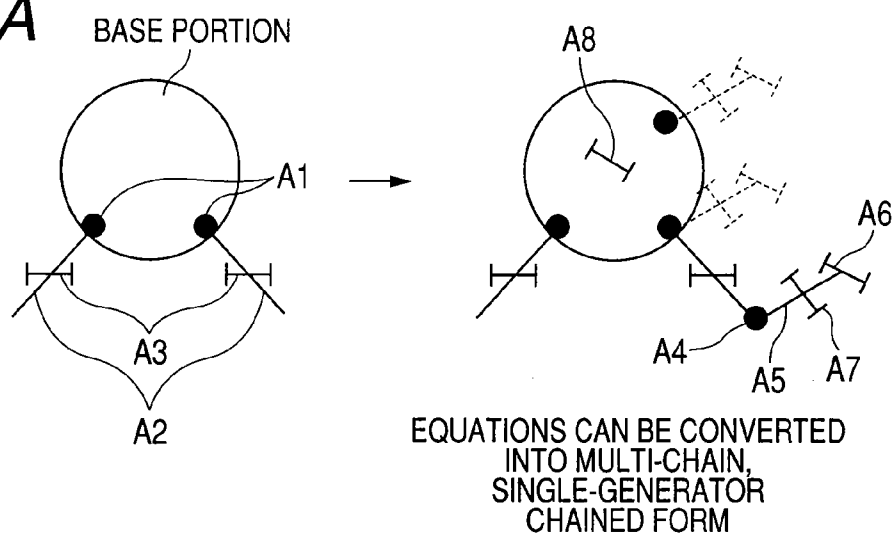 A
BASE PORTION
A8
A1
A6
A3
A4
A5
A7
A2
EQUATIONS CAN BE CONVERTED
INTO MULTI-CHAIN,
SINGLE-GENERATOR
CHAINED FORM